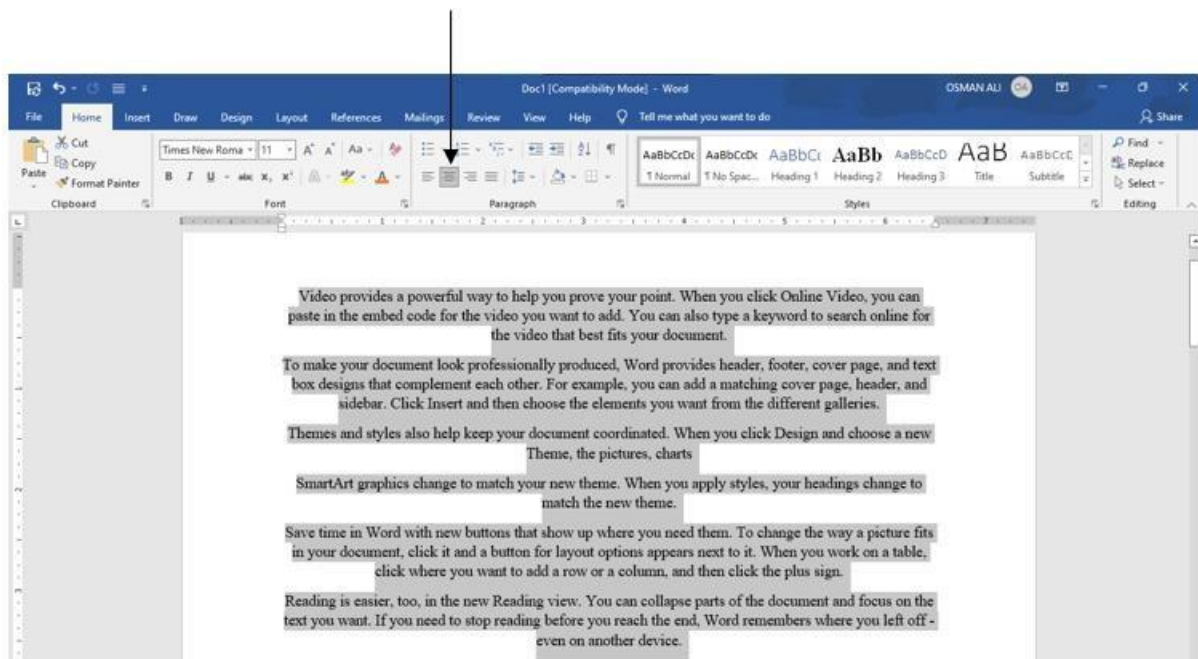 Doc1 [Compatibility Mode] - Word
OSMAN ALI OA
File Home Insert Draw Design Layout References Mailings Review View Help Tell me what you want to do Share
Paste
Cut
Copy
Format Painter
Clipboard
Times New Roma 11 A A Aa
B I U abc x, x' A
Font
Paragraph
AaBbCcDc AaBbCcDc AaBbCc AaBb AaBbCcD AaB AaBbCcD
¶ Normal ¶ No Spac... Heading 1 Heading 2 Heading 3 Title Subtitle
Styles
Find
Replace
Select
Editing
1 2 3 4 5 6 7
Video provides a powerful way to help you prove your point. When you click Online Video, you can
paste in the embed code for the video you want to add. You can also type a keyword to search online for
the video that best fits your document.
To make your document look professionally produced, Word provides header, footer, cover page, and text
box designs that complement each other. For example, you can add a matching cover page, header, and
sidebar. Click Insert and then choose the elements you want from the different galleries.
Themes and styles also help keep your document coordinated. When you click Design and choose a new
Theme, the pictures, charts
SmartArt graphics change to match your new theme. When you apply styles, your headings change to
match the new theme.
Save time in Word with new buttons that show up where you need them. To change the way a picture fits
in your document, click it and a button for layout options appears next to it. When you work on a table,
click where you want to add a row or a column, and then click the plus sign.
Reading is easier, too, in the new Reading view. You can collapse parts of the document and focus on the
text you want. If you need to stop reading before you reach the end, Word remembers where you left off -
even on another device.